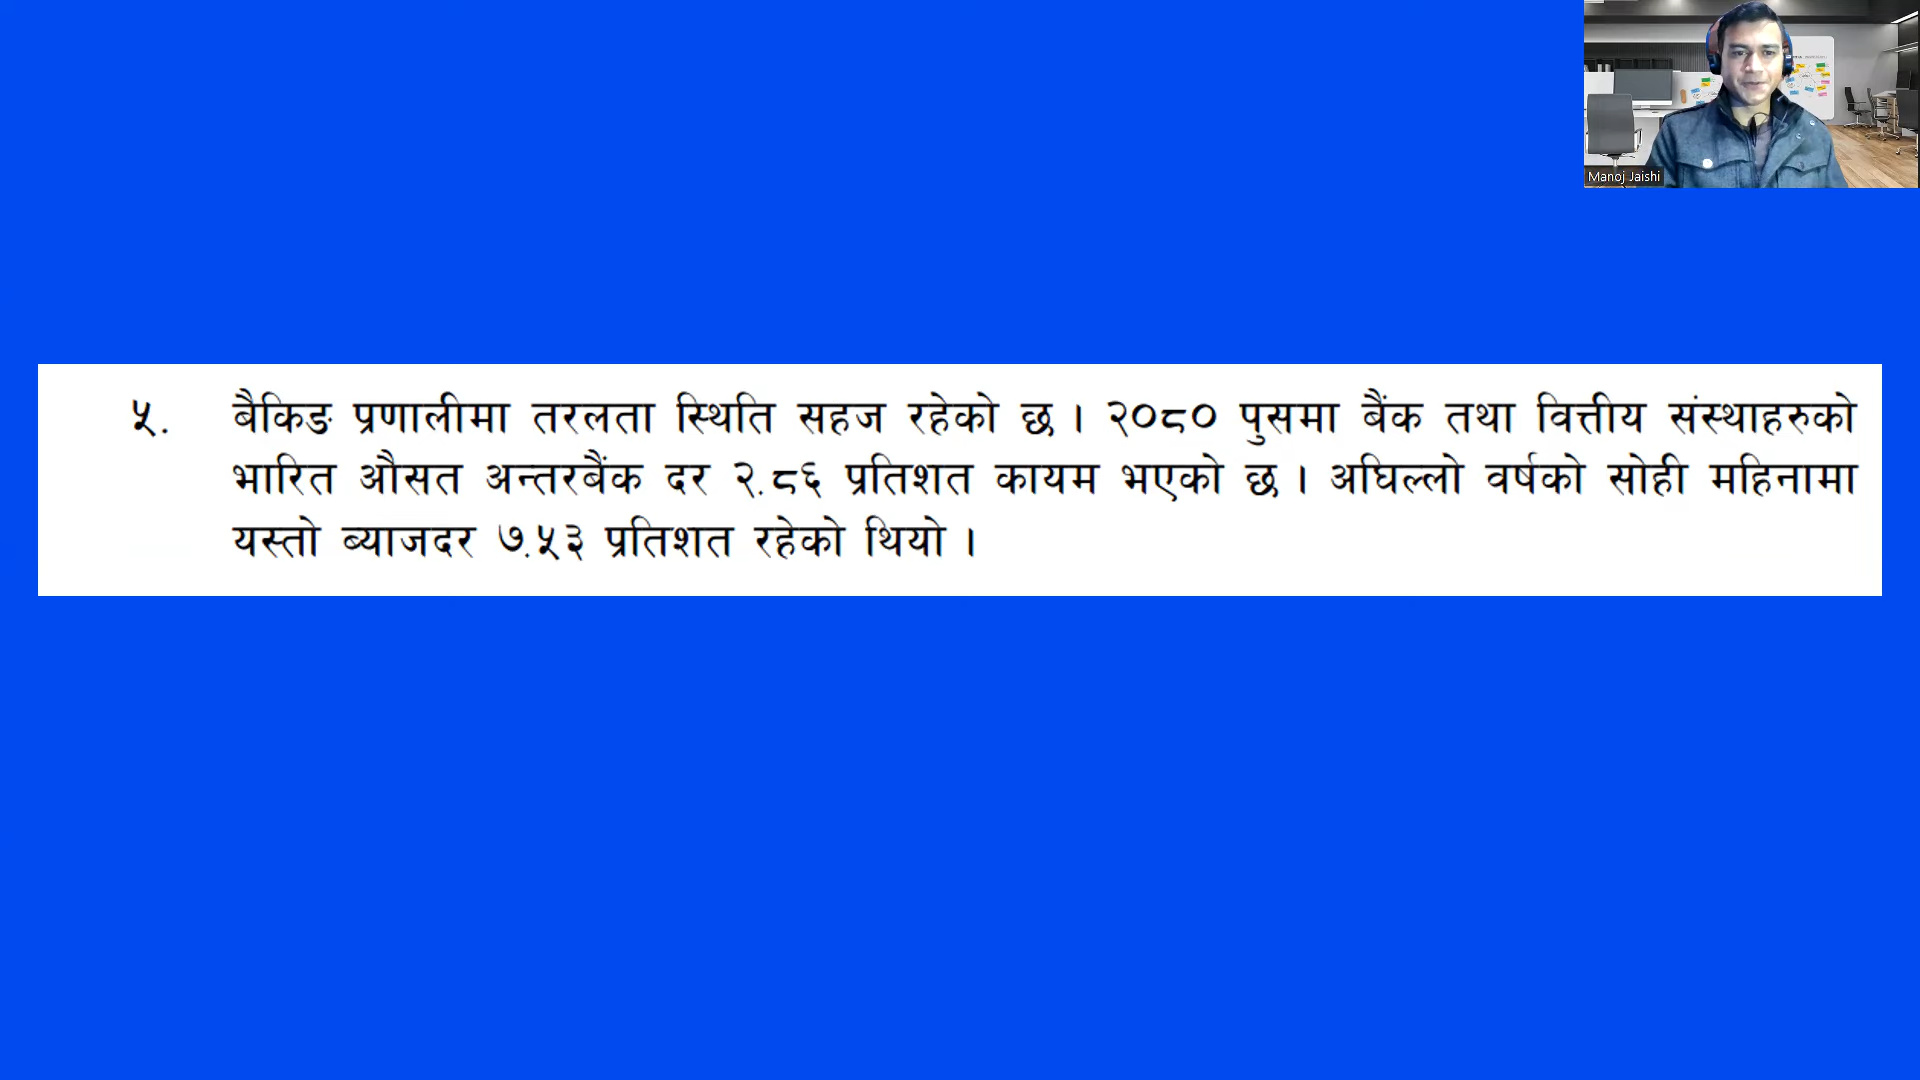 Manoj Jaishi
५. बैकिङ प्रणालीमा तरलता स्थिति सहज रहेको छ । २०८० पुसमा बैंक तथा वित्तीय संस्थाहरुको
भारित औसत अन्तरबैंक दर २.८६ प्रतिशत कायम भएको छ । अघिल्लो वर्षको सोही महिनामा
यस्तो ब्याजदर ७.५३ प्रतिशत रहेको थियो ।